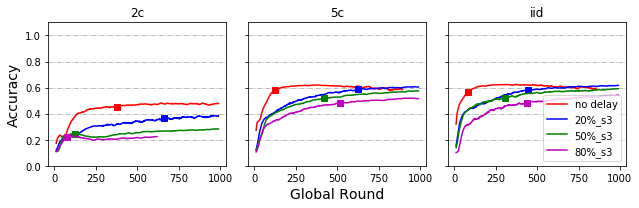 2c
5c
iid
Accuracy
1.0
0.8
0.6
0.4
0.2
0.0
0 250 500 750 1000
0 250 500 750 1000
0 250 500 750 1000
no delay
20%_s3
50%_s3
80%_s3
Global Round